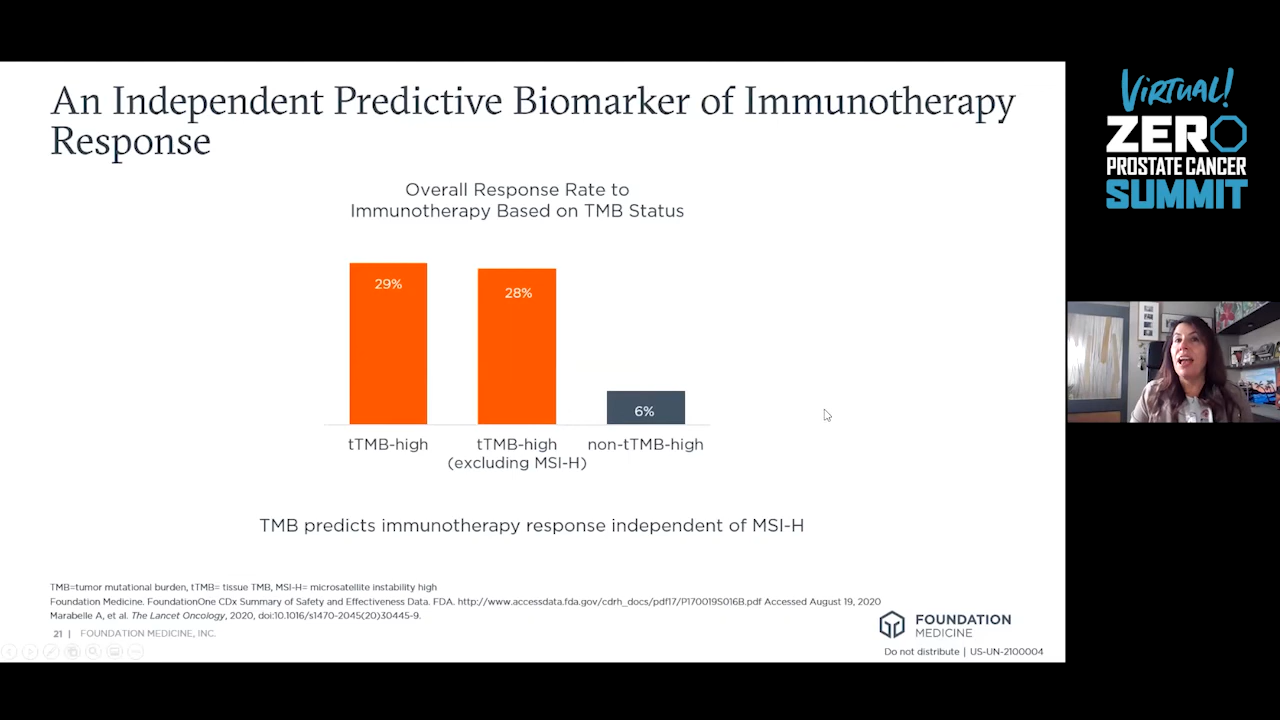 An Independent Predictive Biomarker of Immunotherapy
Response
Overall Response Rate to
Immunotherapy Based on TMB Status
29%
28%
6%
tTMB-high
tTMB-high
(excluding MSI-H)
non-tTMB-high
TMB predicts immunotherapy response independent of MSI-H
TMB=tumor mutational burden, tTMB= tissue TMB, MSI-H= microsatellite instability high
Foundation Medicine. FoundationOne CDx Summary of Safety and Effectiveness Data. FDA. http://www.accessdata.fda.gov/cdrh_docs/pdf17/P170019S016B.pdf Accessed August 19, 2020
Marabelle A, et al. The Lancet Oncology, 2020, doi:10.1016/s1470-2045(20)30445-9.
21 | FOUNDATION MEDICINE, INC.
FOUNDATION
MEDICINE
Do not distribute | US-UN-2100004
VIRTUAL!
ZERO
PROSTATE CANCER
SUMMIT